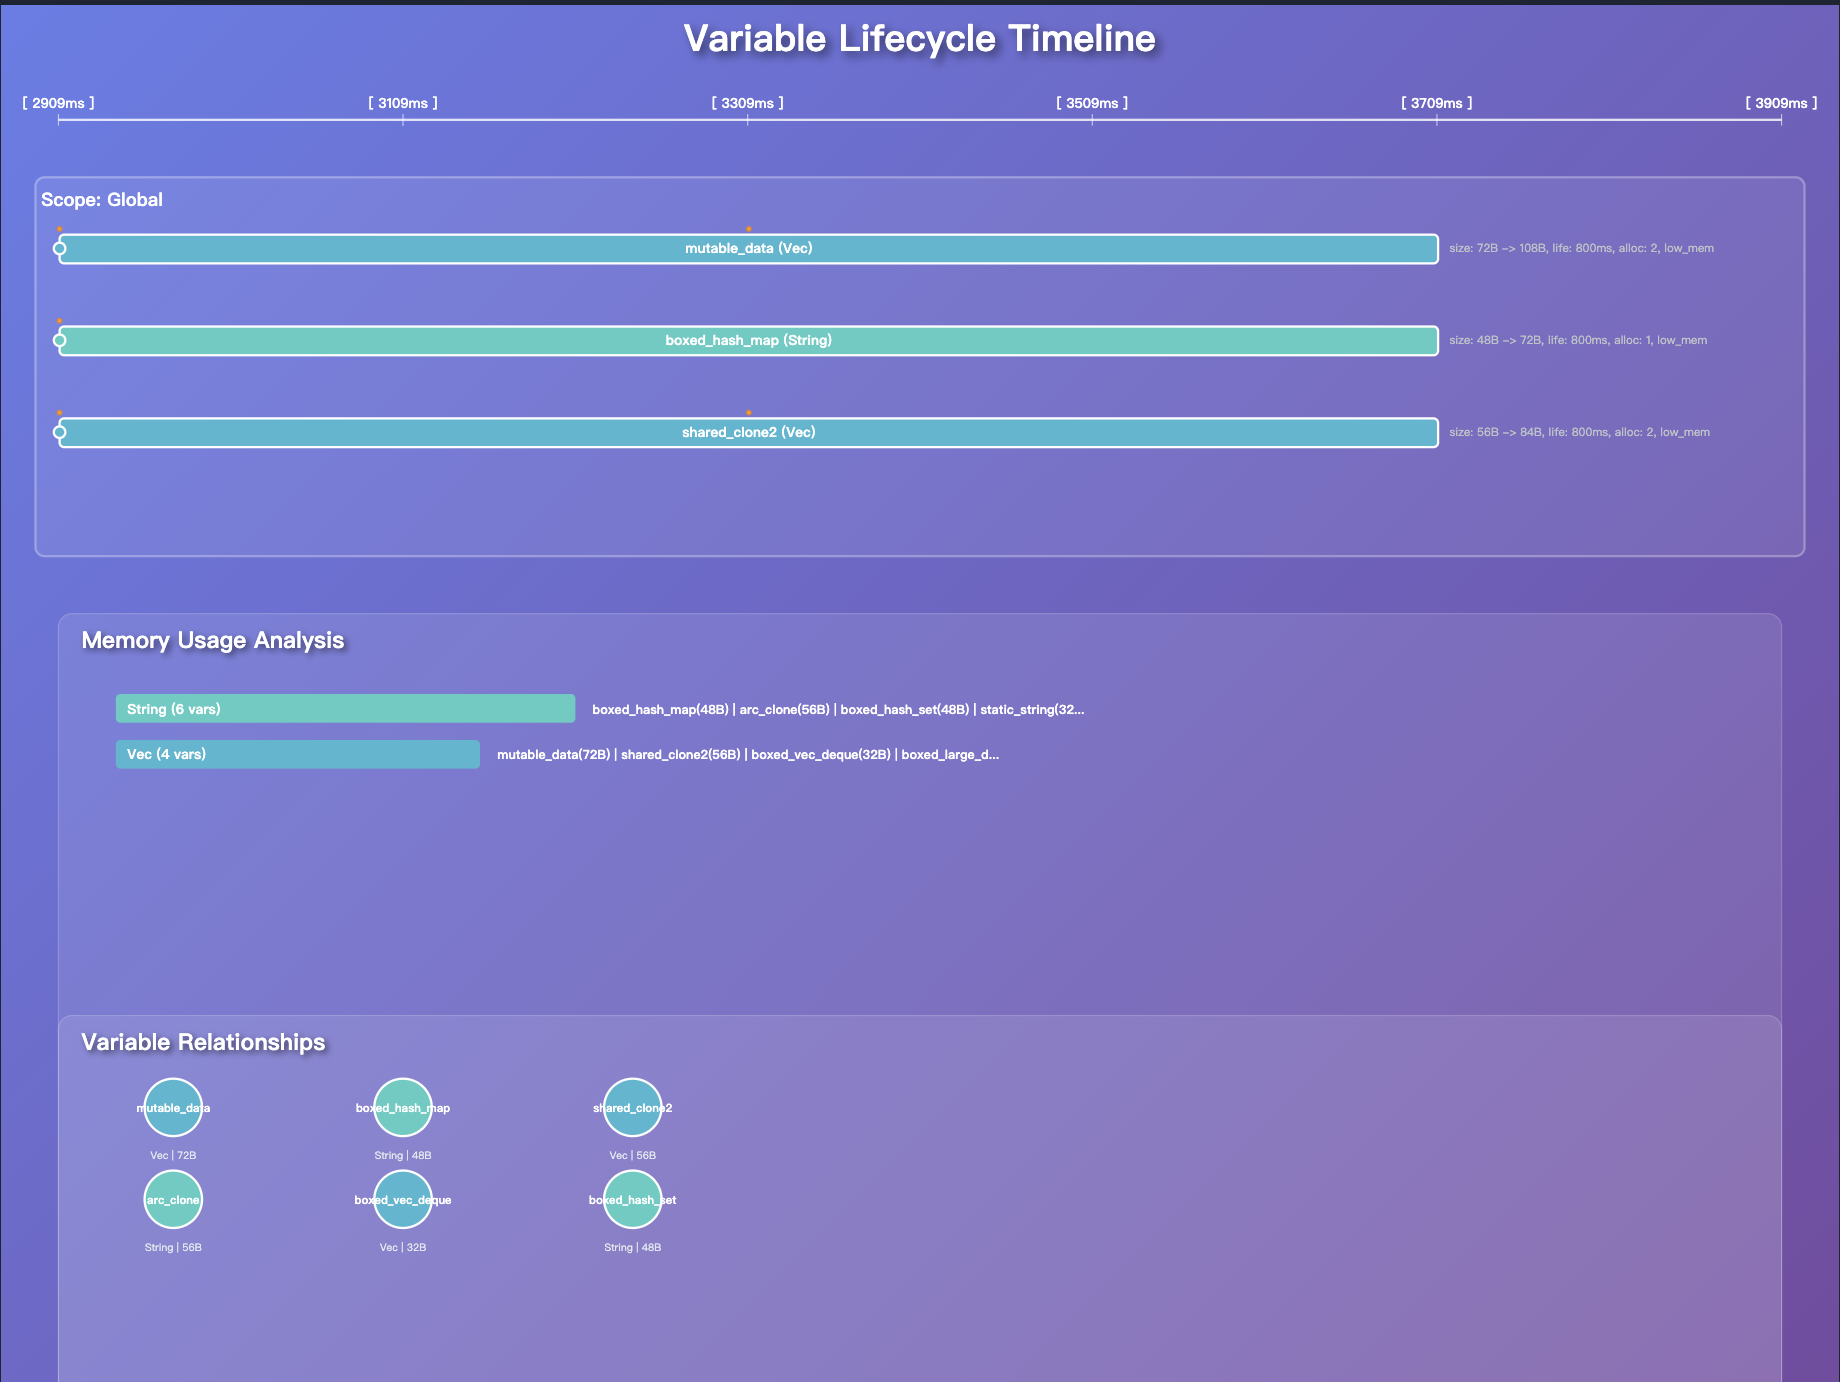 Variable Lifecycle Timeline
[ 2909ms ] [ 3109ms ] [ 3309ms ] [ 3509ms ] [ 3709ms ] [ 3909ms ]
Scope: Global
mutable_data (Vec) size: 72B -> 108B, life: 800ms, alloc: 2, low_mem
boxed_hash_map (String) size: 48B -> 72B, life: 800ms, alloc: 1, low_mem
shared_clone2 (Vec) size: 56B -> 84B, life: 800ms, alloc: 2, low_mem
Memory Usage Analysis
String (6 vars) boxed_hash_map(48B) | arc_clone(56B) | boxed_hash_set(48B) | static_string(32...
Vec (4 vars) mutable_data(72B) | shared_clone2(56B) | boxed_vec_deque(32B) | boxed_large_d...
Variable Relationships
mutable_data boxed_hash_map shared_clone2
Vec | 72B String | 48B Vec | 56B
arc_clone boxed_vec_deque boxed_hash_set
String | 56B Vec | 32B String | 48B